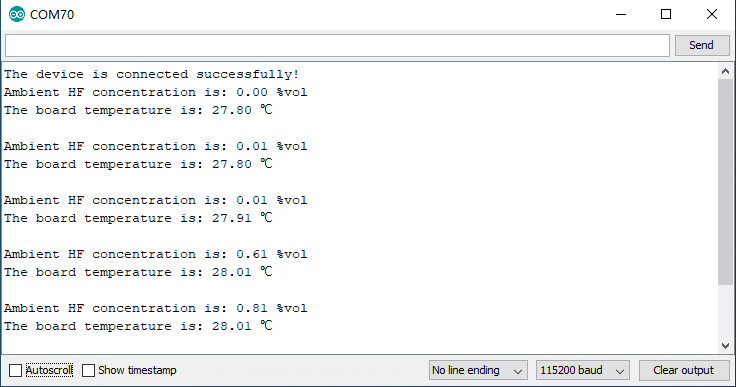 COM70
Send
The device is connected successfully!
Ambient HF concentration is: 0.00 %vol
The board temperature is: 27.80 ℃
Ambient HF concentration is: 0.01 %vol
The board temperature is: 27.80 ℃
Ambient HF concentration is: 0.01 %vol
The board temperature is: 27.91 ℃
Ambient HF concentration is: 0.61 %vol
The board temperature is: 28.01 ℃
Ambient HF concentration is: 0.81 %vol
The board temperature is: 28.01 ℃
Autoscroll Show timestamp No line ending 115200 baud Clear output